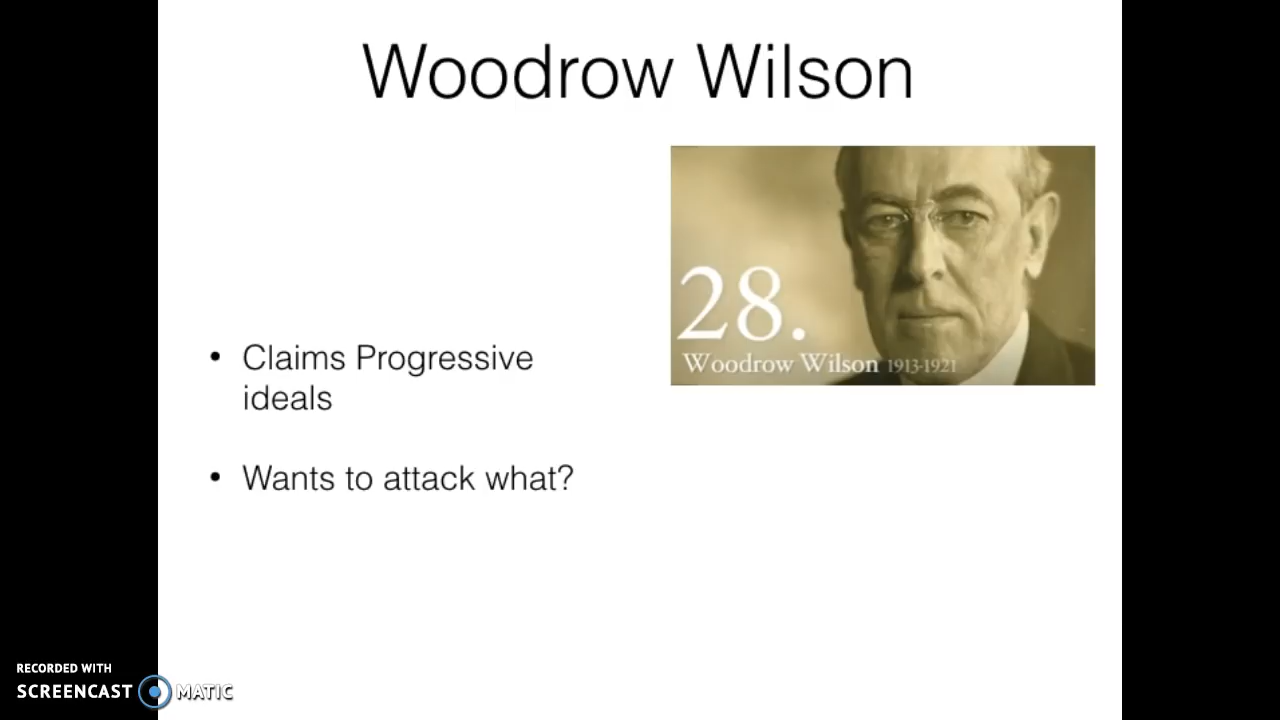 Woodrow Wilson
28.
Woodrow Wilson 1913-1921
• Claims Progressive
ideals
• Wants to attack what?
RECORDED WITH
SCREENCAST MATIC